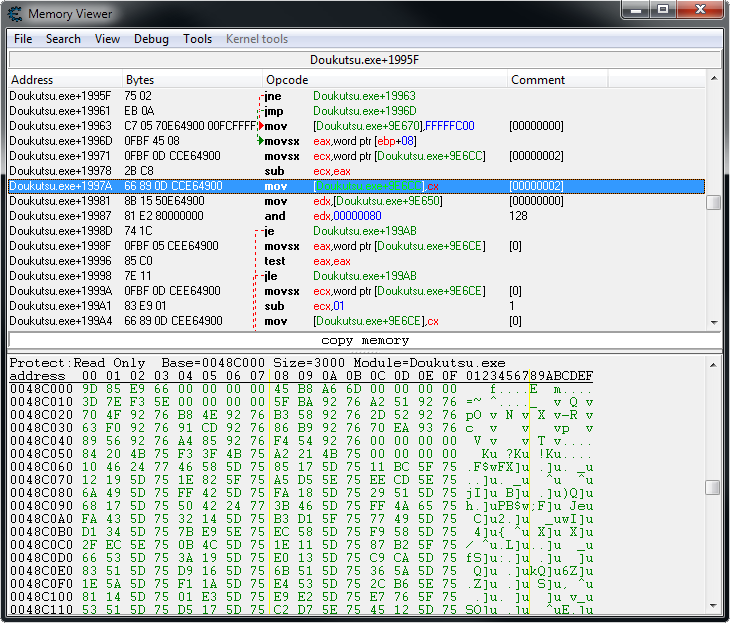 Memory Viewer
File Search View Debug Tools Kernel tools
Doukutsu.exe+1995F
Address Bytes Opcode Comment
Doukutsu.exe+1995F 75 02 jne Doukutsu.exe+19963
Doukutsu.exe+19961 EB 0A jmp Doukutsu.exe+1996D
Doukutsu.exe+19963 C7 05 70E64900 00FCFFFF mov [Doukutsu.exe+9E670],FFFFFC00 [00000000]
Doukutsu.exe+1996D 0FBF 45 08 movsx eax,word ptr [ebp+08]
Doukutsu.exe+19971 0FBF 0D CCE64900 movsx ecx,word ptr [Doukutsu.exe+9E6CC] [00000002]
Doukutsu.exe+19978 2B C8 sub ecx,eax
Doukutsu.exe+1997A 66 89 0D CCE64900 mov [Doukutsu.exe+9E6CC],cx [00000002]
Doukutsu.exe+19981 8B 15 50E64900 mov edx,[Doukutsu.exe+9E650] [00000000]
Doukutsu.exe+19987 81 E2 80000000 and edx,00000080 128
Doukutsu.exe+1998D 74 1C je Doukutsu.exe+199AB
Doukutsu.exe+1998F 0FBF 05 CEE64900 movsx eax,word ptr [Doukutsu.exe+9E6CE] [0]
Doukutsu.exe+19996 85 C0 test eax,eax
Doukutsu.exe+19998 7E 11 jle Doukutsu.exe+199AB
Doukutsu.exe+1999A 0FBF 0D CEE64900 movsx ecx,word ptr [Doukutsu.exe+9E6CE] [0]
Doukutsu.exe+199A1 83 E9 01 sub ecx,01 1
Doukutsu.exe+199A4 66 89 0D CEE64900 mov [Doukutsu.exe+9E6CE],cx [0]
copy memory
Protect:Read Only Base=0048C000 Size=3000 Module=Doukutsu.exe
address 00 01 02 03 04 05 06 07 08 09 0A 0B 0C 0D 0E 0F 0123456789ABCDEF
0048C000 9D 85 E9 66 00 00 00 00 45 B8 A6 6D 00 00 00 00 f....E m....
0048C010 3D 7E F3 5E 00 00 00 00 5F BA 92 76 A2 51 92 76 =~ ^...._ v Q v
0048C020 70 4F 92 76 B8 4E 92 76 B3 58 92 76 2D 52 92 76 pO v N v X v-R v
0048C030 63 F0 92 76 91 CD 92 76 86 B9 92 76 70 EA 93 76 c v v vp v
0048C040 89 56 92 76 A4 85 92 76 F4 54 92 76 00 00 00 00 V v v T v....
0048C050 84 20 4B 75 F3 3F 4B 75 A2 21 4B 75 00 00 00 00 Ku ?Ku !Ku....
0048C060 10 46 24 77 46 58 5D 75 85 17 5D 75 11 BC 5F 75 .F$wFX]u .]u. _u
0048C070 12 19 5D 75 1E 82 5F 75 A5 D5 5E 75 EE CD 5E 75 ..]u. _u ^u ^u
0048C080 6A 49 5D 75 FF 42 5D 75 FA 18 5D 75 29 51 5D 75 jI]u B]u .]u)Q]u
0048C090 68 17 5D 75 50 42 24 77 3B 46 5D 75 FF 4A 65 75 h.]uPB$w;F]u Jeu
0048C0A0 FA 43 5D 75 32 14 5D 75 B3 D1 5F 75 77 49 5D 75 C]u2.]u _uwI]u
0048C0B0 D1 34 5D 75 7B E9 5E 75 EC 58 5D 75 F9 58 5D 75 4]u{ ^u X]u X]u
0048C0C0 2F EC 5E 75 0B 4C 5D 75 1E 11 5D 75 87 B2 5F 75 / ^u.L]u..]u _u
0048C0D0 66 53 5D 75 3A 19 5D 75 E0 13 5D 75 C9 CA 5D 75 fS]u:.]u .]u ]u
0048C0E0 83 51 5D 75 D9 16 5D 75 6B 51 5D 75 36 5A 5D 75 Q]u .]ukQ]u6Z]u
0048C0F0 1E 5A 5D 75 F1 1A 5D 75 E4 53 5D 75 2C B6 5E 75 .Z]u .]u S]u, ^u
0048C100 81 14 5D 75 01 E3 5D 75 E9 E2 5D 75 E7 76 5F 75 .]u. ]u ]u v_u
0048C110 53 51 5D 75 D5 17 5D 75 C2 D7 5E 75 45 12 5D 75 SQ]u .]u ^uE.]u